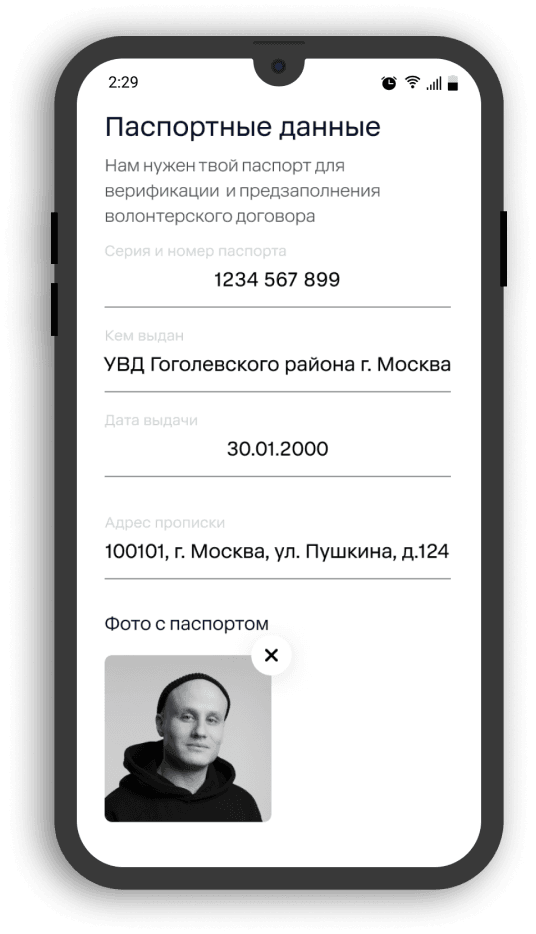 2:29
Паспортные данные
Нам нужен твой паспорт для
верификации и предзаполнения
волонтерского договора
Серия и номер паспорта
1234 567 899
Кем выдан
УВД Гоголевского района г. Москва
Дата выдачи
30.01.2000
Адрес прописки
100101, г. Москва, ул. Пушкина, д.124
Фото с паспортом